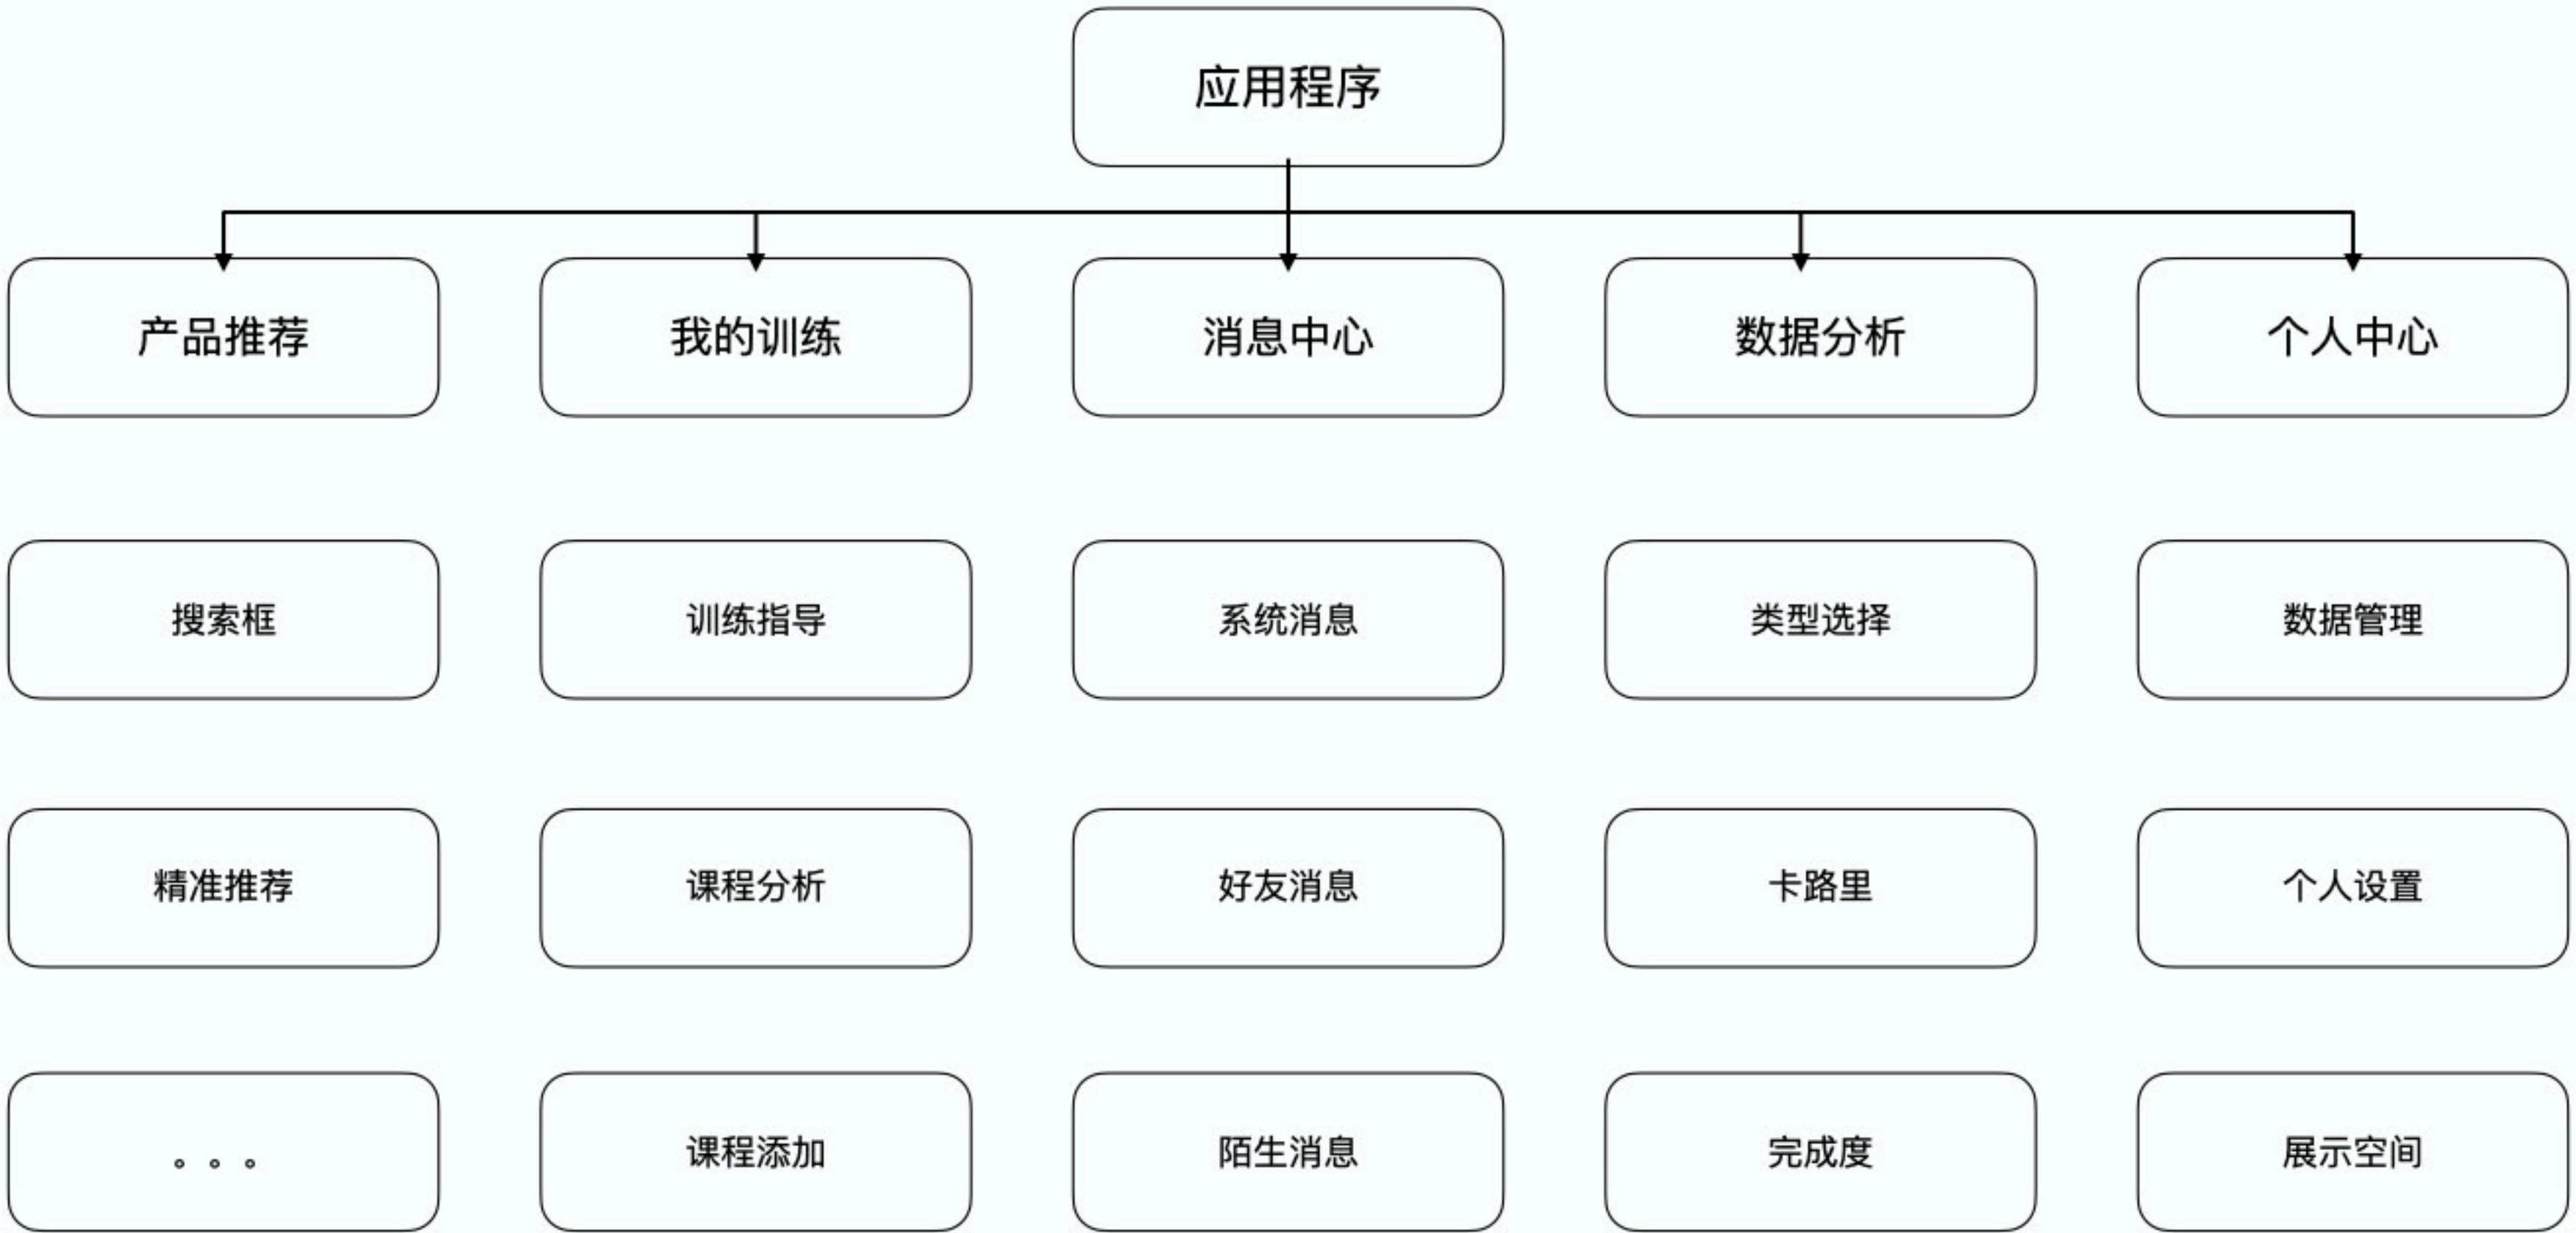 应用程序
产品推荐 我的训练 消息中心 数据分析 个人中心
搜索框 训练指导 系统消息 类型选择 数据管理
精准推荐 课程分析 好友消息 卡路里 个人设置
。。。 课程添加 陌生消息 完成度 展示空间